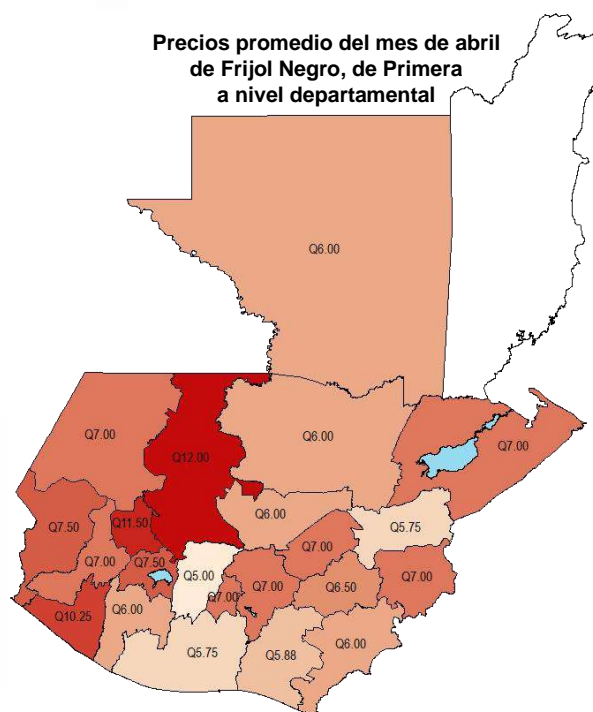 Precios promedio del mes de abril
de Frijol Negro, de Primera
a nivel departamental
Q6.00
Q7.00
Q12.00
Q6.00
Q7.00
Q7.50
Q11.50
Q6.00
Q5.75
Q7.00
Q7.50
Q7.00
Q5.00
Q7.00
Q7.00
Q6.50
Q7.00
Q10.25
Q6.00
Q5.75
Q5.88
Q6.00